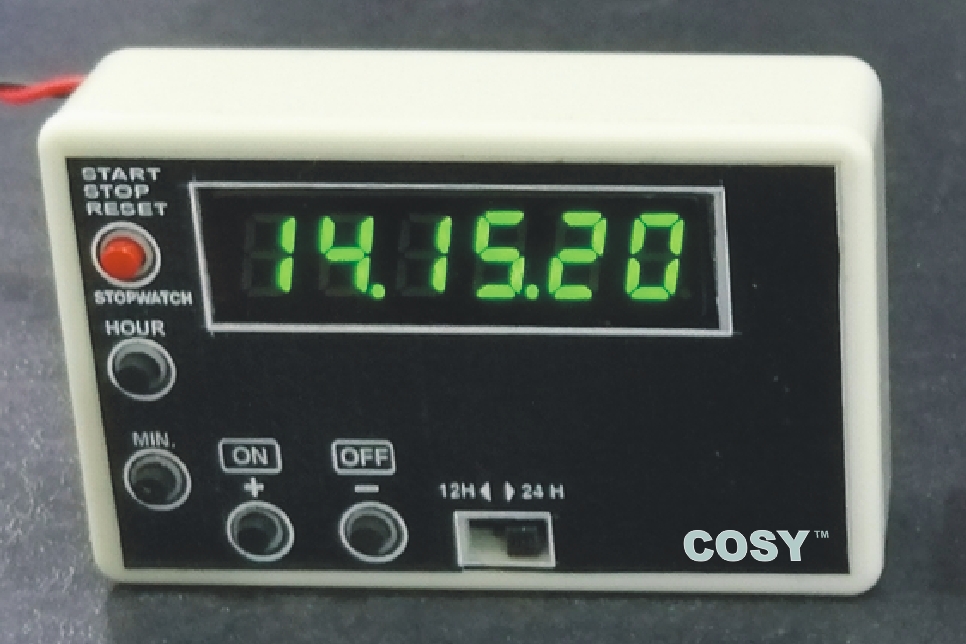 START
STOP
RESET
14.15.20
STOPWATCH
HOUR
MIN.
ON OFF
+ −
12H 24 H
COSY™